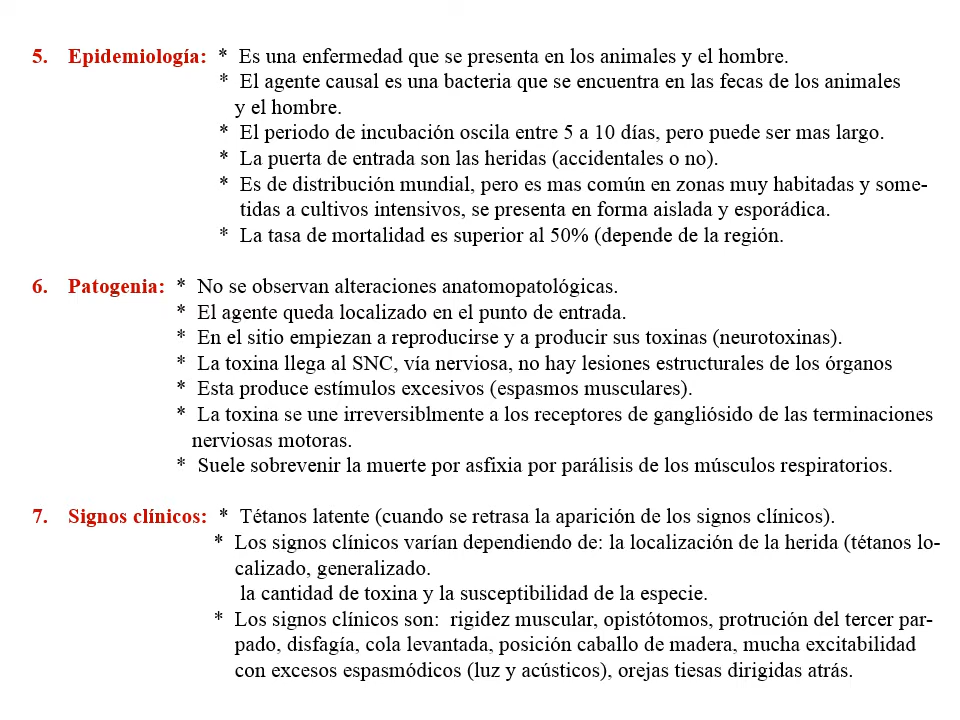 5. Epidemiología: * Es una enfermedad que se presenta en los animales y el hombre.
* El agente causal es una bacteria que se encuentra en las fecas de los animales
y el hombre.
* El periodo de incubación oscila entre 5 a 10 días, pero puede ser mas largo.
* La puerta de entrada son las heridas (accidentales o no).
* Es de distribución mundial, pero es mas común en zonas muy habitadas y some-
tidas a cultivos intensivos, se presenta en forma aislada y esporádica.
* La tasa de mortalidad es superior al 50% (depende de la región.
6. Patogenia: * No se observan alteraciones anatomopatológicas.
* El agente queda localizado en el punto de entrada.
* En el sitio empiezan a reproducirse y a producir sus toxinas (neurotoxinas).
* La toxina llega al SNC, vía nerviosa, no hay lesiones estructurales de los órganos
* Esta produce estímulos excesivos (espasmos musculares).
* La toxina se une irreversiblmente a los receptores de gangliósido de las terminaciones
nerviosas motoras.
* Suele sobrevenir la muerte por asfixia por parálisis de los músculos respiratorios.
7. Signos clínicos: * Tétanos latente (cuando se retrasa la aparición de los signos clínicos).
* Los signos clínicos varían dependiendo de: la localización de la herida (tétanos lo-
calizado, generalizado.
la cantidad de toxina y la susceptibilidad de la especie.
* Los signos clínicos son: rigidez muscular, opistótomos, protrución del tercer par-
pado, disfagía, cola levantada, posición caballo de madera, mucha excitabilidad
con excesos espasmódicos (luz y acústicos), orejas tiesas dirigidas atrás.